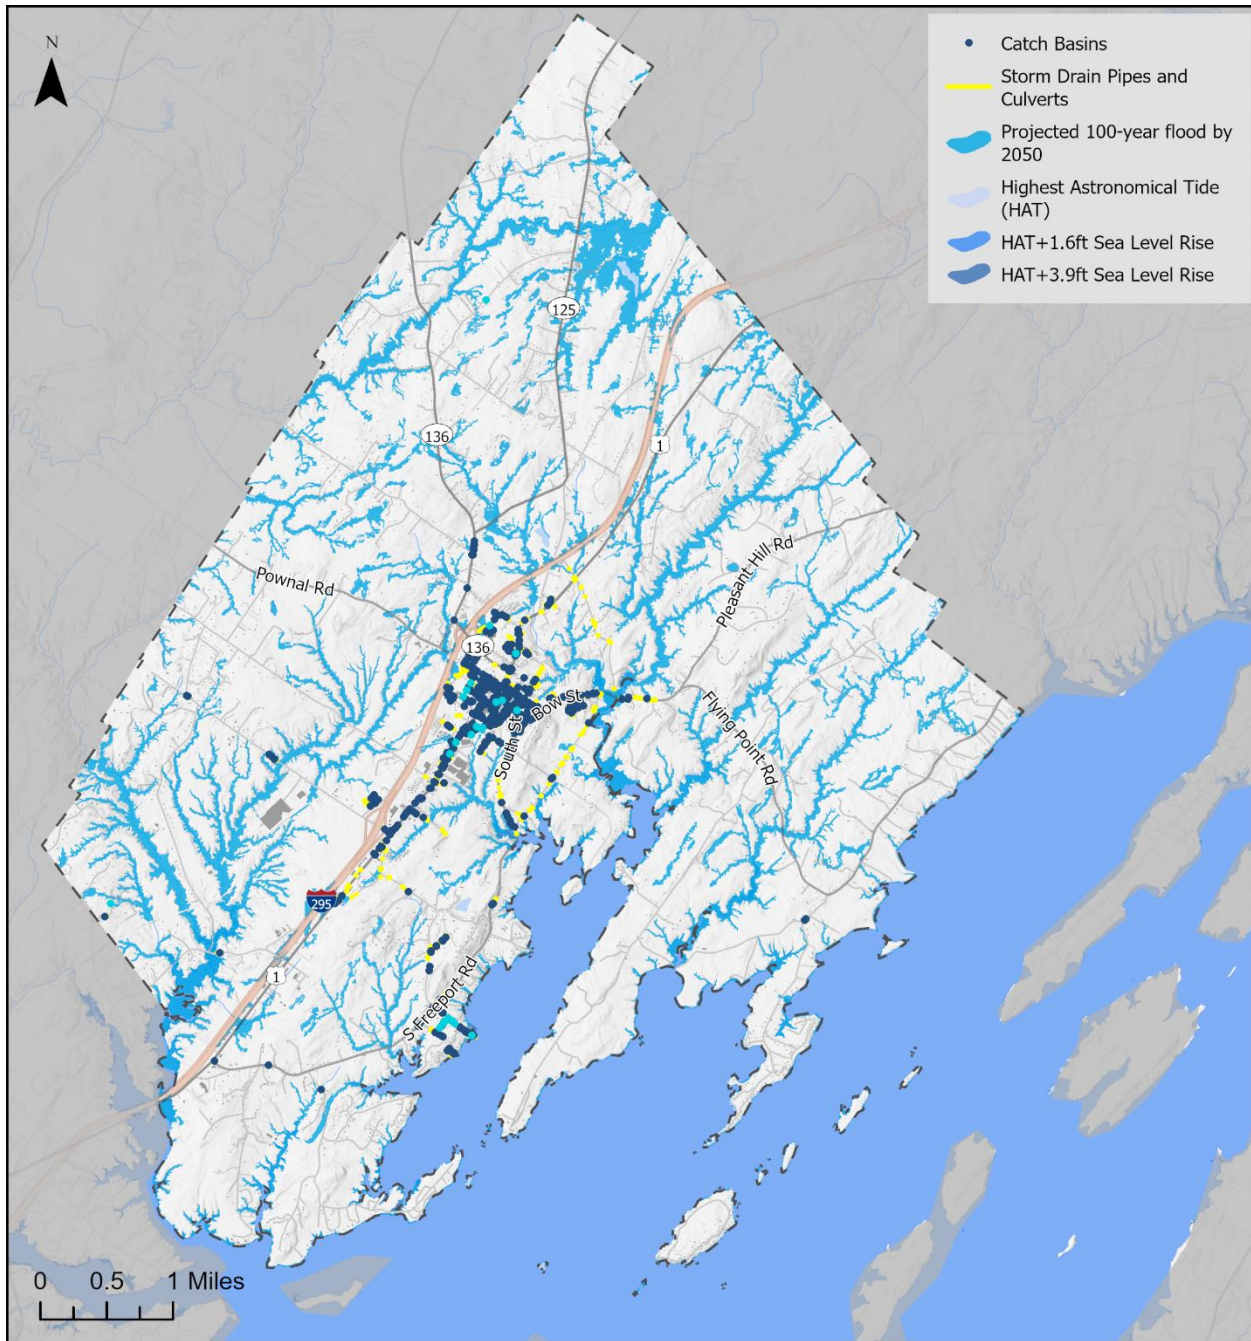 N
Catch Basins
Storm Drain Pipes and
Culverts
Projected 100-year flood by
2050
Highest Astronomical Tide
(HAT)
HAT+1.6ft Sea Level Rise
HAT+3.9ft Sea Level Rise
125
136
1
Pownal Rd
Pleasant Hill Rd
136
Bow St
South St
Flying Point Rd
295
1
S Freeport Rd
0 0.5 1 Miles